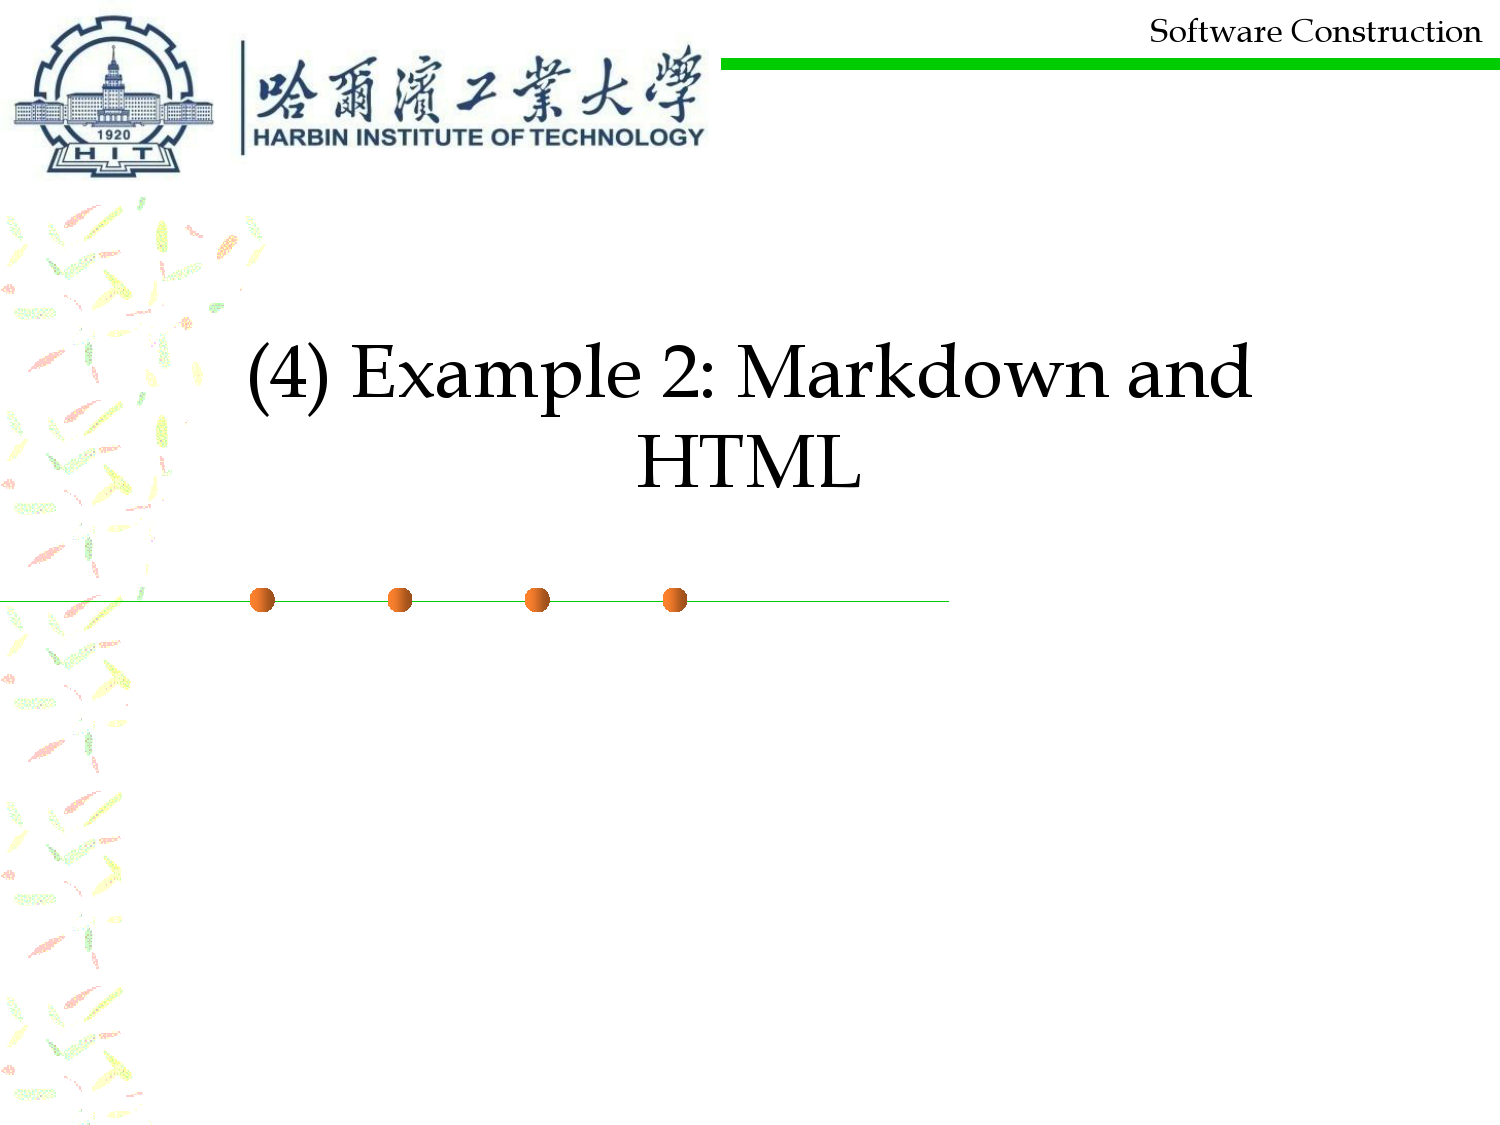 Software Construction
哈爾濱工業大學
HARBIN INSTITUTE OF TECHNOLOGY
1920
HIT
(4) Example 2: Markdown and
HTML